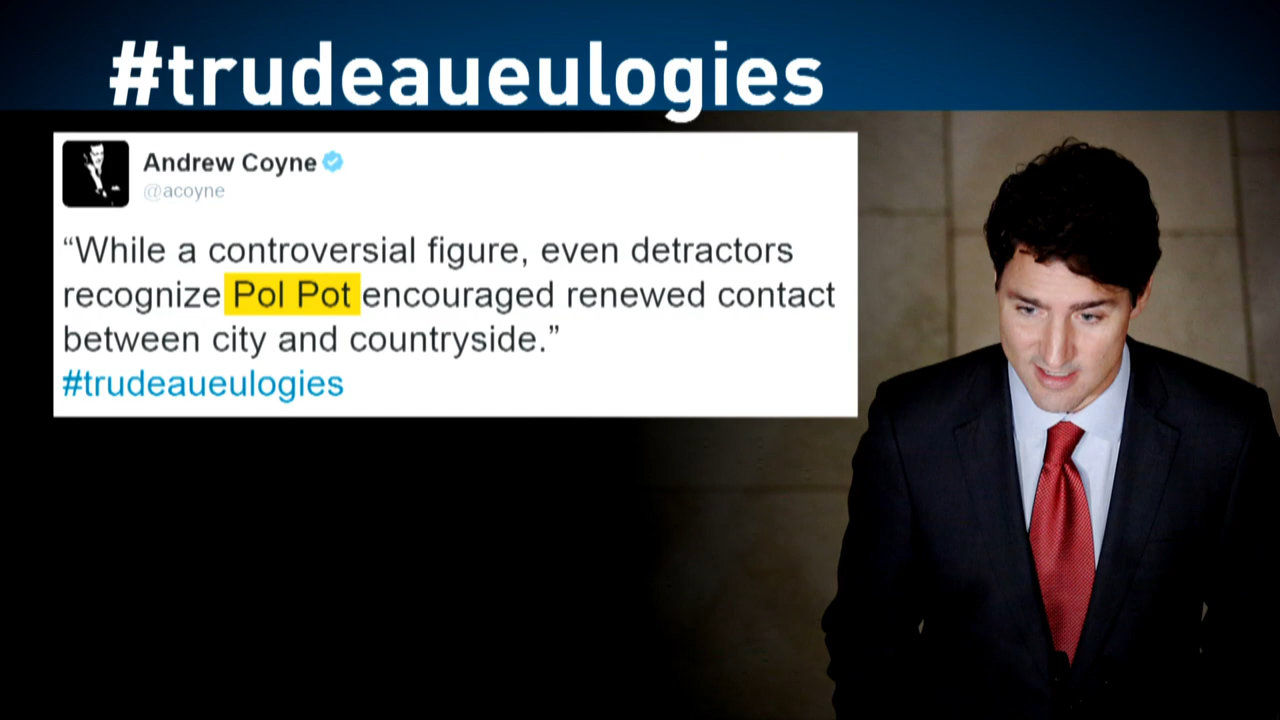 #trudeaueulogies
Andrew Coyne
@acoyne
“While a controversial figure, even detractors
recognize Pol Pot encouraged renewed contact
between city and countryside.”
#trudeaueulogies